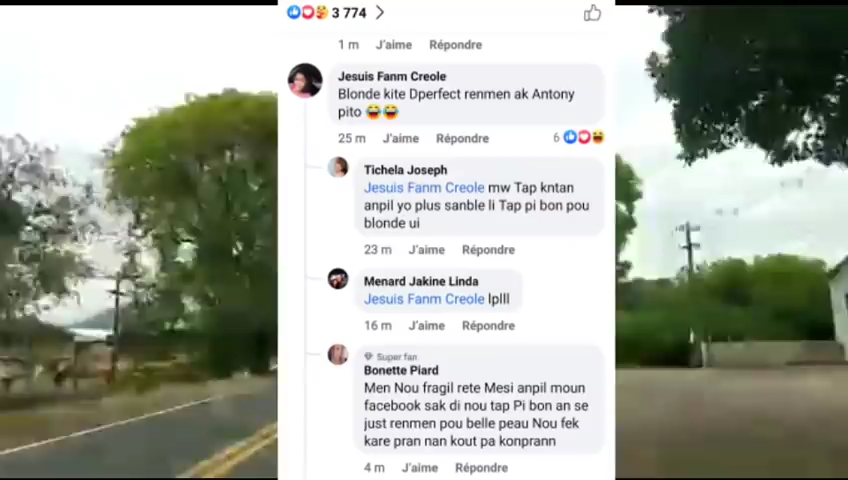 3 774
1 m J'aime Répondre
Jesuis Fanm Creole
Blonde kite Dperfect renmen ak Antony
pito 😂😂
25 m J'aime Répondre 6
Tichela Joseph
Jesuis Fanm Creole mw Tap kntan
anpil yo plus sanble li Tap pi bon pou
blonde ui
23 m J'aime Répondre
Menard Jakine Linda
Jesuis Fanm Creole lplll
16 m J'aime Répondre
Super fan
Bonette Piard
Men Nou fragil rete Mesi anpil moun
facebook sak di nou tap Pi bon an se
just renmen pou belle peau Nou fek
kare pran nan kout pa konprann
4 m J'aime Répondre